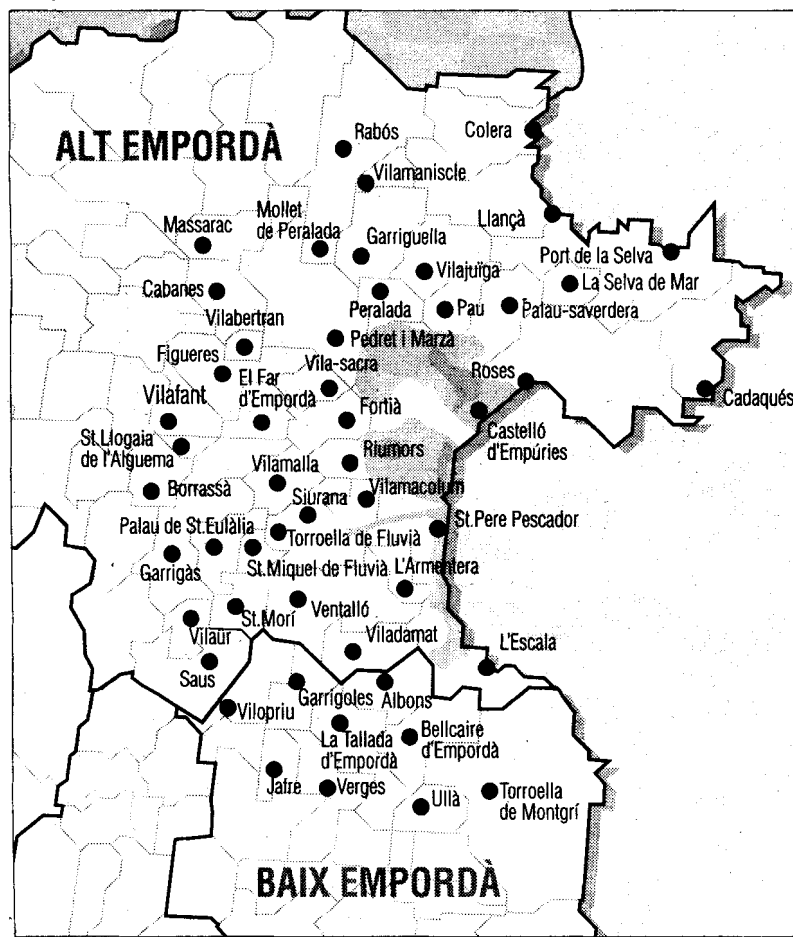 ALT EMPORDÀ
Rabós
Colera
Vilamaniscle
Llançà
Massarac
Mollet
de Peralada
Garriguella
Port de la Selva
Vilajuïga
La Selva de Mar
Cabanes
Peralada
Pau
Palau-saverdera
Vilabertran
Pedret i Marzà
Figueres
Vila-sacra
Roses
El Far
d'Empordà
Cadaqués
Vilafant
Fortià
Castelló
d'Empúries
St.Llogaia
de l'Alguema
Riumors
Vilamalla
Borrassà
Vilamacolum
Siurana
St.Pere Pescador
Palau de St.Eulàlia
Torroella de Fluvià
Garrigàs
St.Miquel de Fluvià
L'Armentera
Ventalló
St.Morí
Vilaür
Viladamat
L'Escala
Saus
Garrigoles
Albons
Vilopriu
La Tallada
d'Empordà
Bellcaire
d'Empordà
Jafre
Verges
Ullà
Torroella
de Montgrí
BAIX EMPORDÀ